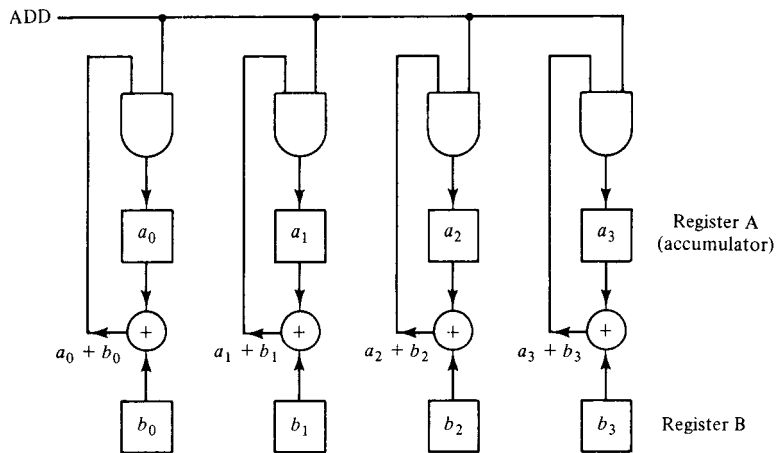 ADD
a₀ a₁ a₂ a₃ Register A
(accumulator)
+ + + +
a₀ + b₀ a₁ + b₁ a₂ + b₂ a₃ + b₃
b₀ b₁ b₂ b₃ Register B